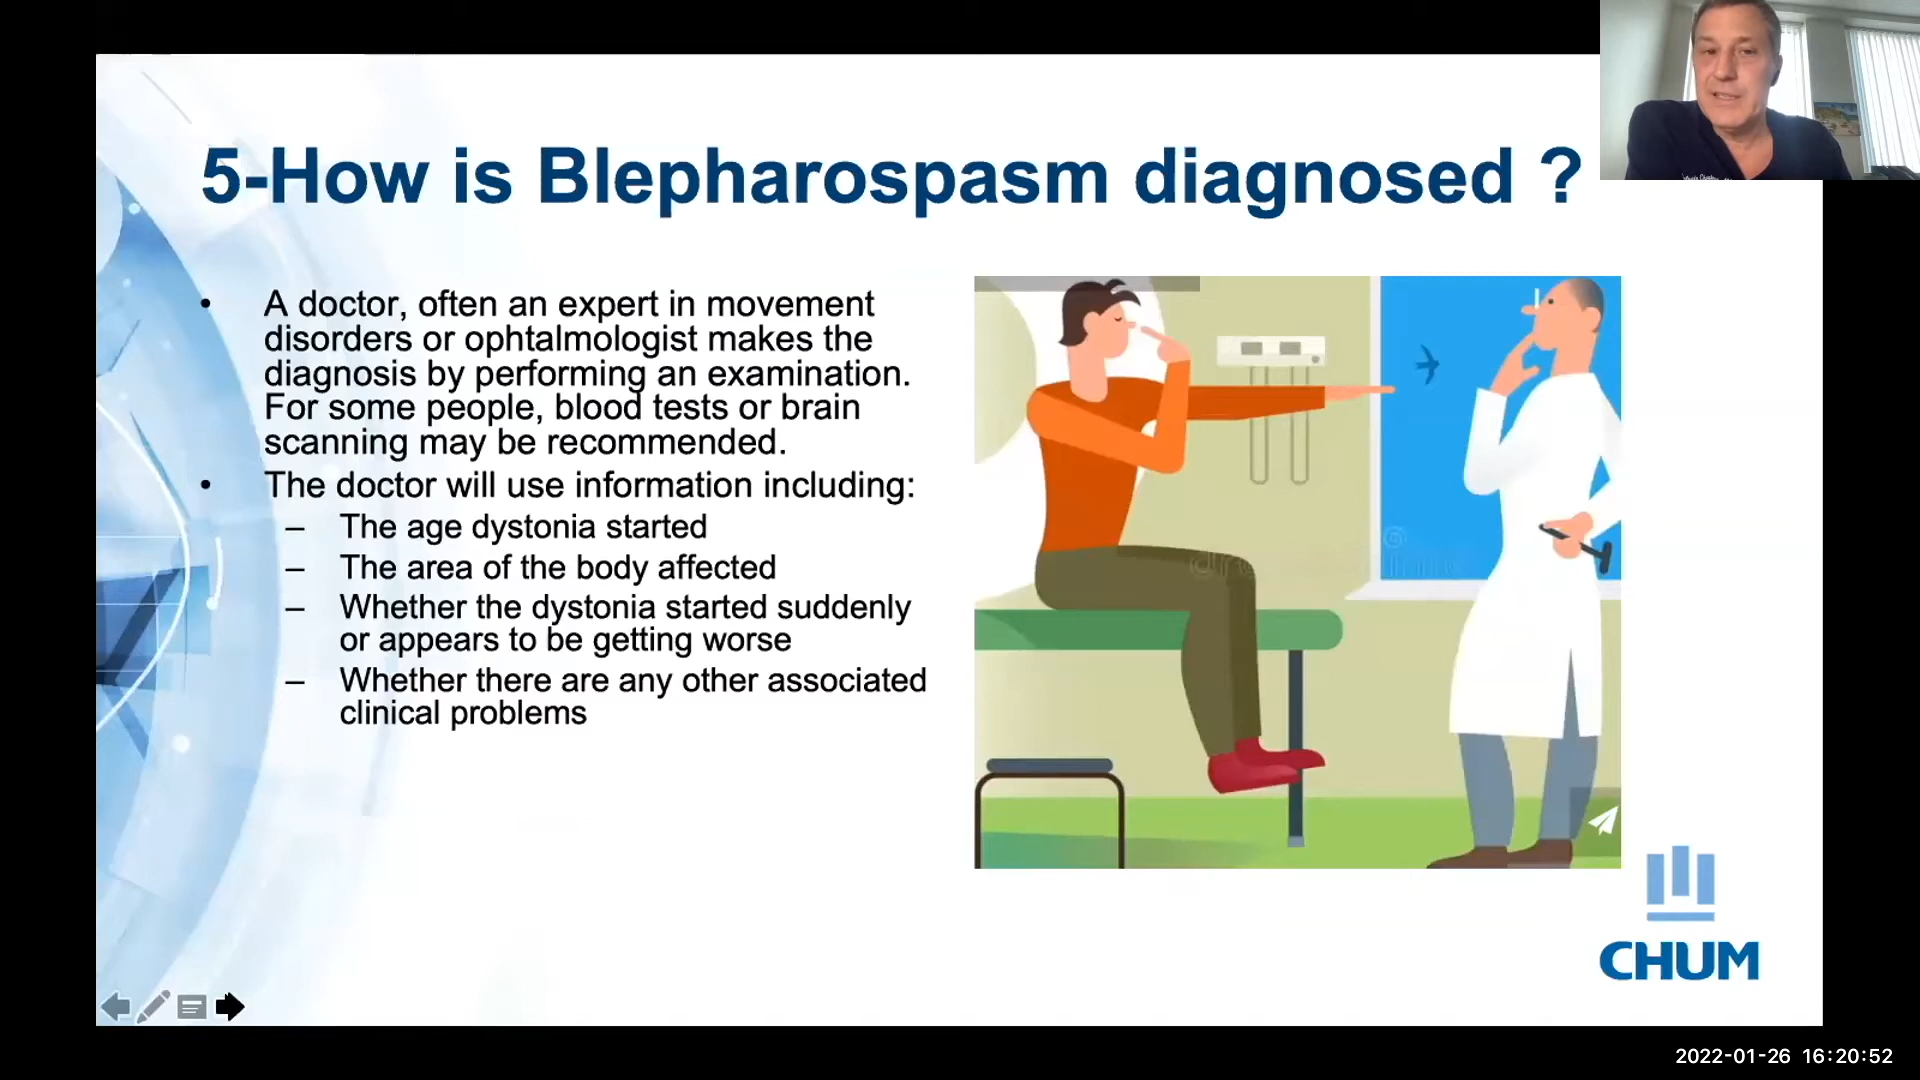 5-How is Blepharospasm diagnosed ?
• A doctor, often an expert in movement
disorders or ophtalmologist makes the
diagnosis by performing an examination.
For some people, blood tests or brain
scanning may be recommended.
• The doctor will use information including:
– The age dystonia started
– The area of the body affected
– Whether the dystonia started suddenly
or appears to be getting worse
– Whether there are any other associated
clinical problems
CHUM
2022-01-26 16:20:52